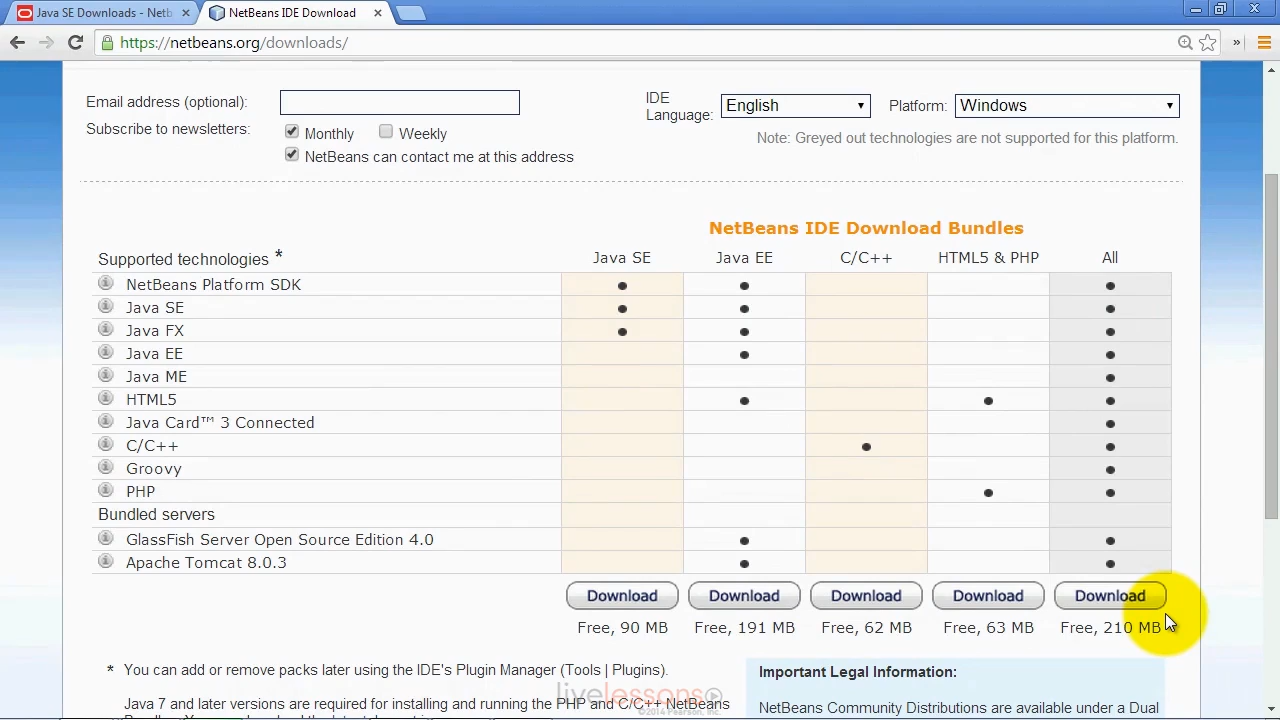 Java SE Downloads - Netb
NetBeans IDE Download
https://netbeans.org/downloads/
Email address (optional):
IDE Language: English
Platform: Windows
Subscribe to newsletters: Monthly Weekly
Note: Greyed out technologies are not supported for this platform.
NetBeans can contact me at this address
NetBeans IDE Download Bundles
Supported technologies * Java SE Java EE C/C++ HTML5 & PHP All
NetBeans Platform SDK
Java SE
Java FX
Java EE
Java ME
HTML5
Java Card™ 3 Connected
C/C++
Groovy
PHP
Bundled servers
GlassFish Server Open Source Edition 4.0
Apache Tomcat 8.0.3
Download Download Download Download Download
Free, 90 MB Free, 191 MB Free, 62 MB Free, 63 MB Free, 210 MB
* You can add or remove packs later using the IDE's Plugin Manager (Tools | Plugins).
Important Legal Information:
livelessons
©2014 Pearson, Inc.
Java 7 and later versions are required for installing and running the PHP and C/C++ NetBeans
NetBeans Community Distributions are available under a Dual